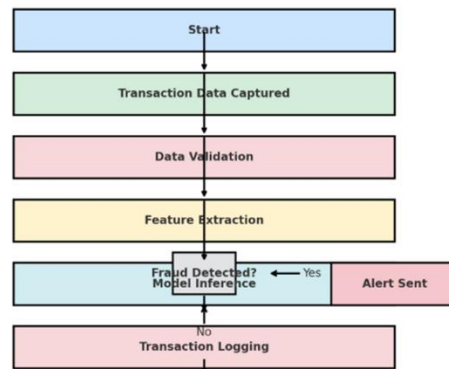 Start
Transaction Data Captured
Data Validation
Feature Extraction
Fraud Detected? Yes
Model Inference Alert Sent
No
Transaction Logging